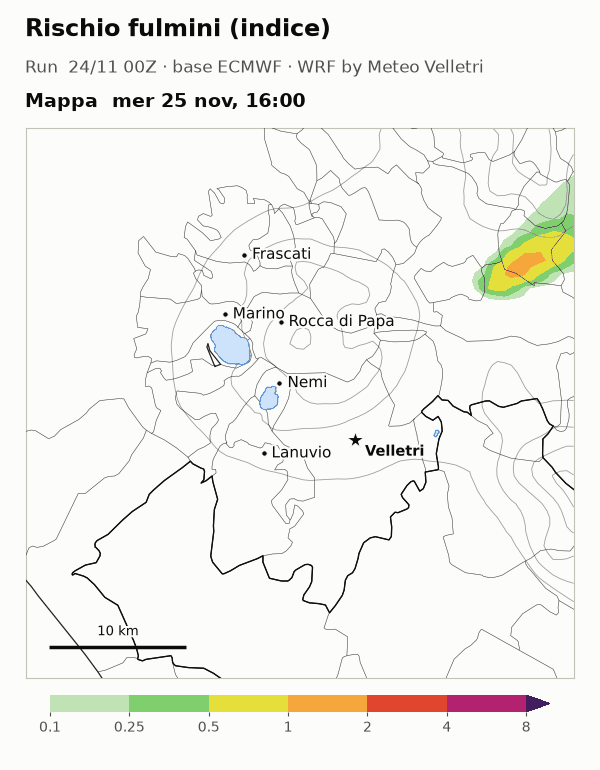 Rischio fulmini (indice)
Run  24/11 00Z · base ECMWF · WRF by Meteo Velletri
Mappa  mer 25 nov, 16:00
Frascati
Marino
Rocca di Papa
Nemi
Velletri
Lanuvio
10 km
0.1 0.25 0.5 1 2 4 8